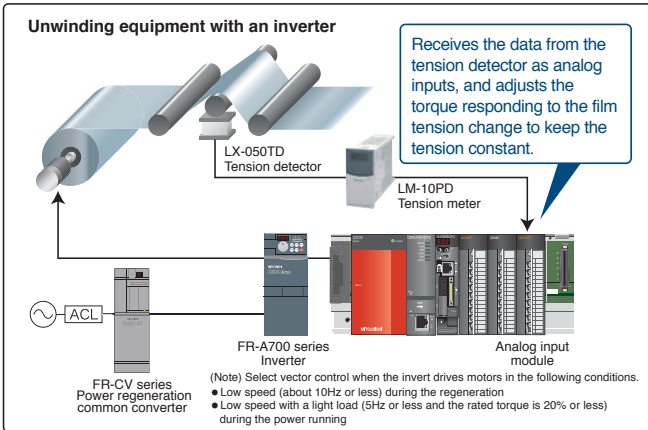 Unwinding equipment with an inverter
Receives the data from the
tension detector as analog
inputs, and adjusts the
torque responding to the film
tension change to keep the
tension constant.
LX-050TD
Tension detector
LM-10PD
Tension meter
ACL
FR-CV series
Power regeneration
common converter
FR-A700 series
Inverter
MITSUBISHI
Analog input
module
(Note) Select vector control when the invert drives motors in the following conditions.
● Low speed (about 10Hz or less) during the regeneration
● Low speed with a light load (5Hz or less and the rated torque is 20% or less)
during the power running